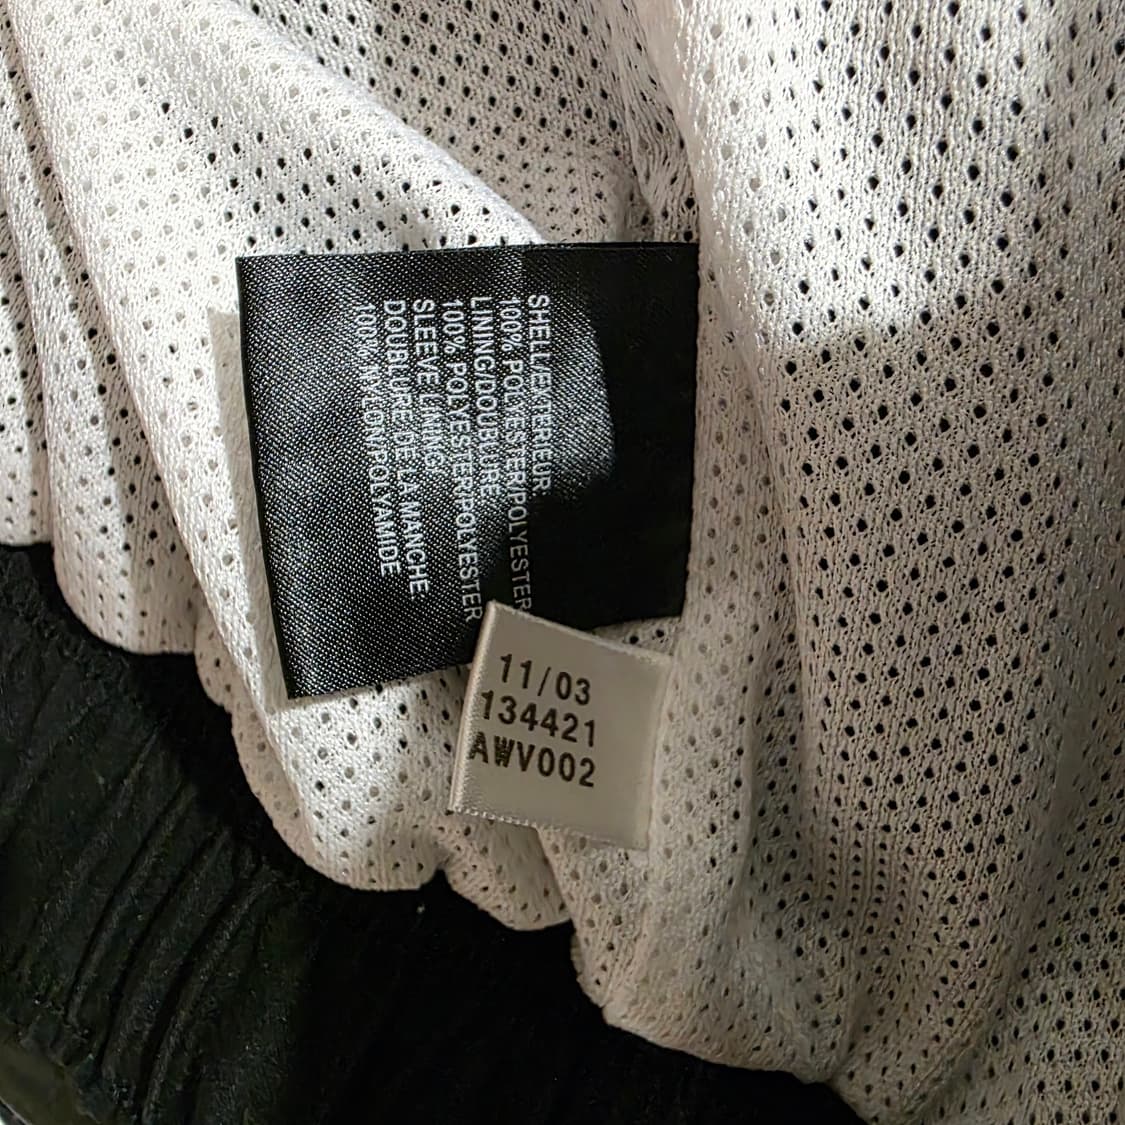 SHELL/EXTERIEUR:
100% POLYESTER/POLYESTER
LINING/DOUBLURE:
100% POLYESTER/POLYESTER
SLEEVE LINING:
DOUBLURE DE LA MANCHE
100% NYLON/POLYAMIDE
11/03
134421
AWV002